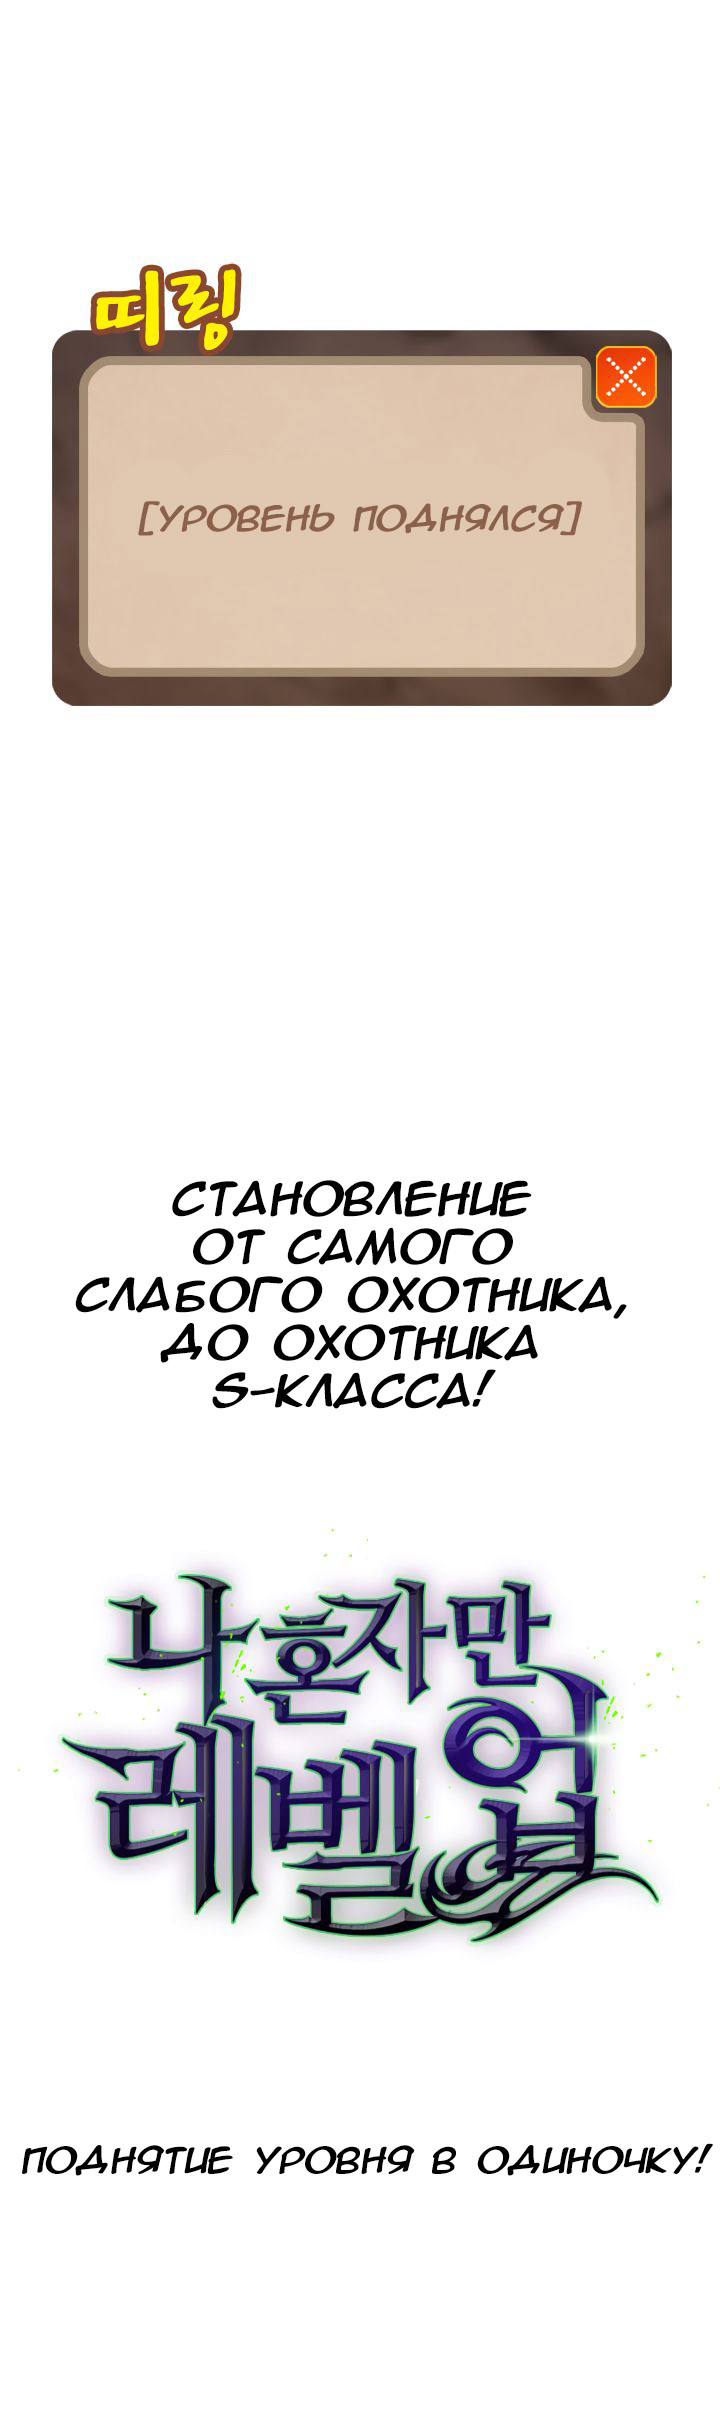 띠링
[УРОВЕНЬ ПОДНЯЛСЯ]
СТАНОВЛЕНИЕ
ОТ САМОГО
СЛАБОГО ОХОТНИКА,
ДО ОХОТНИКА
S-КЛАССА!
나 혼자만
레벨업
ПОДНЯТИЕ УРОВНЯ В ОДИНОЧКУ!